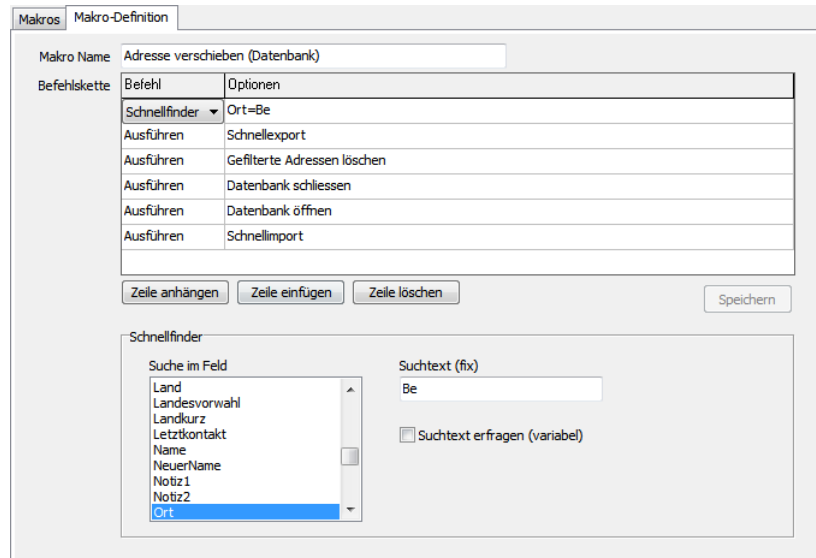 Makros Makro-Definition
Makro Name Adresse verschieben (Datenbank)
Befehlskette Befehl Optionen
Schnellfinder Ort=Be
Ausführen Schnellexport
Ausführen Gefilterte Adressen löschen
Ausführen Datenbank schliessen
Ausführen Datenbank öffnen
Ausführen Schnellimport
Zeile anhängen Zeile einfügen Zeile löschen
Speichern
Schnellfinder
Suche im Feld Suchtext (fix)
Land Be
Landesvorwahl
Landkurz
Letztkontakt Suchtext erfragen (variabel)
Name
NeuerName
Notiz1
Notiz2
Ort